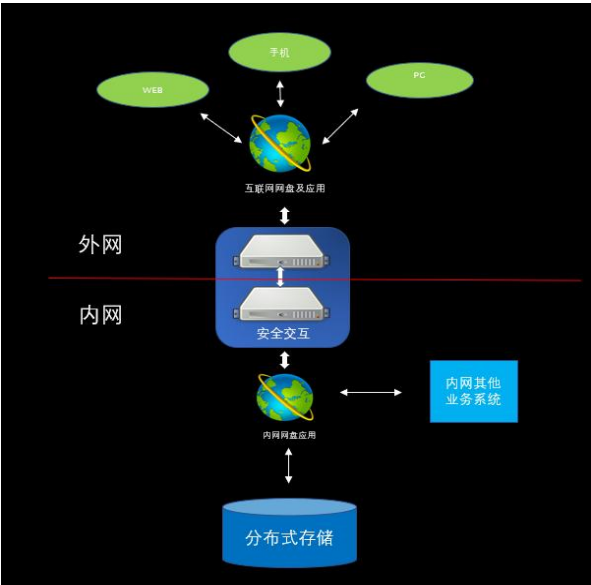 手机
WEB
PC
互联网网盘及应用
外网
内网
安全交互
内网其他
业务系统
内网网盘应用
分布式存储